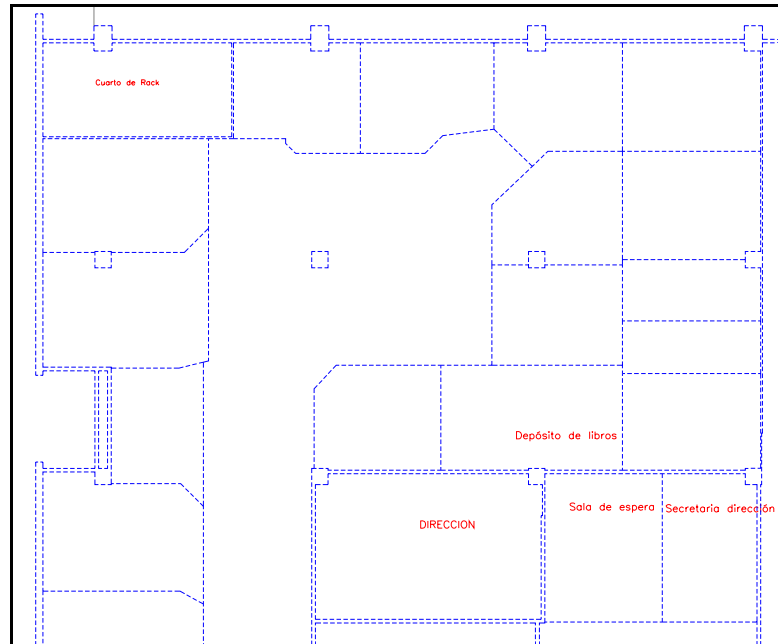 Cuarto de Rack
Depósito de libros
Sala de espera
Secretaria dirección
DIRECCION